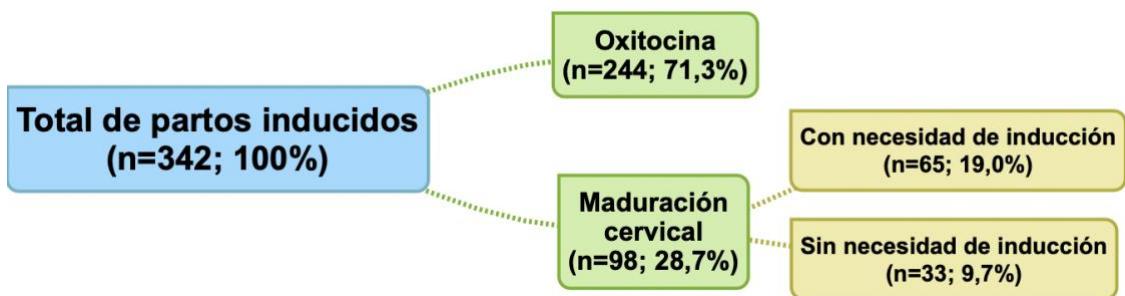 Total de partos inducidos
(n=342; 100%)
Oxitocina
(n=244; 71,3%)
Maduración
cervical
(n=98; 28,7%)
Con necesidad de inducción
(n=65; 19,0%)
Sin necesidad de inducción
(n=33; 9,7%)